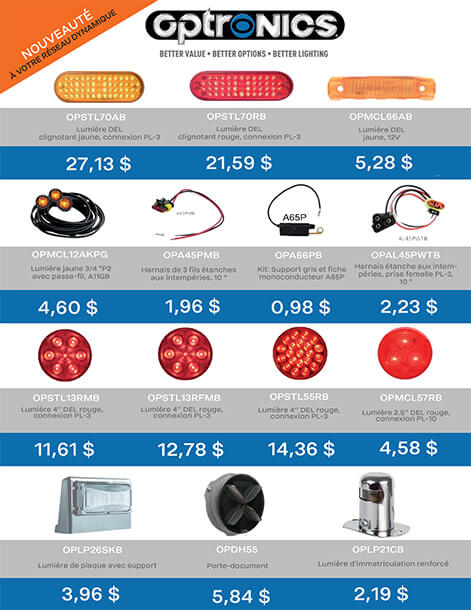 NOUVEAUTÉ
À VOTRE RÉSEAU DYNAMIQUE
OPTRONICS
BETTER VALUE • BETTER OPTIONS • BETTER LIGHTING
OPSTL70AB
Lumière DEL
clignotant jaune, connexion PL-3
27,13 $
OPSTL70RB
Lumière DEL
clignotant rouge, connexion PL-3
21,59 $
OPMCL66AB
Lumière DEL
jaune, 12V
5,28 $
OPMCL12AKPG
Lumière jaune 3/4 "P2
avec passe-fil, A11GB
4,60 $
A45PMB
OPA45PMB
Harnais de 3 fils étanches
aux intempéries, 10 "
1,96 $
A65P
OPA66PB
Kit: Support gris et fiche
monoconducteur A65P
0,98 $
AL45PWTB
OPAL45PWTB
Harnais étanche aux intem-
péries, prise femelle PL-3,
10 "
2,23 $
OPSTL13RMB
Lumière 4'' DEL rouge,
connexion PL-3
11,61 $
OPSTL13RFMB
Lumière 4'' DEL rouge,
connexion PL-3
12,78 $
OPSTL55RB
Lumière 4'' DEL rouge,
connexion PL-3
14,36 $
OPMCL57RB
Lumière 2.5'' DEL rouge,
connexion PL-10
4,58 $
OPLP26SKB
Lumière de plaque avec support
3,96 $
OPDH55
Porte-document
5,84 $
OPLP21CB
Lumière d'immatriculation renforcé
2,19 $